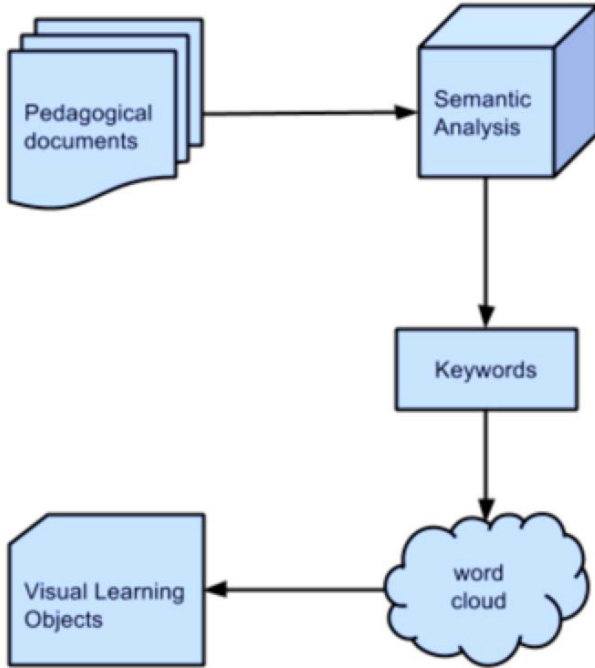 Pedagogical
documents
Semantic
Analysis
Keywords
word
cloud
Visual Learning
Objects